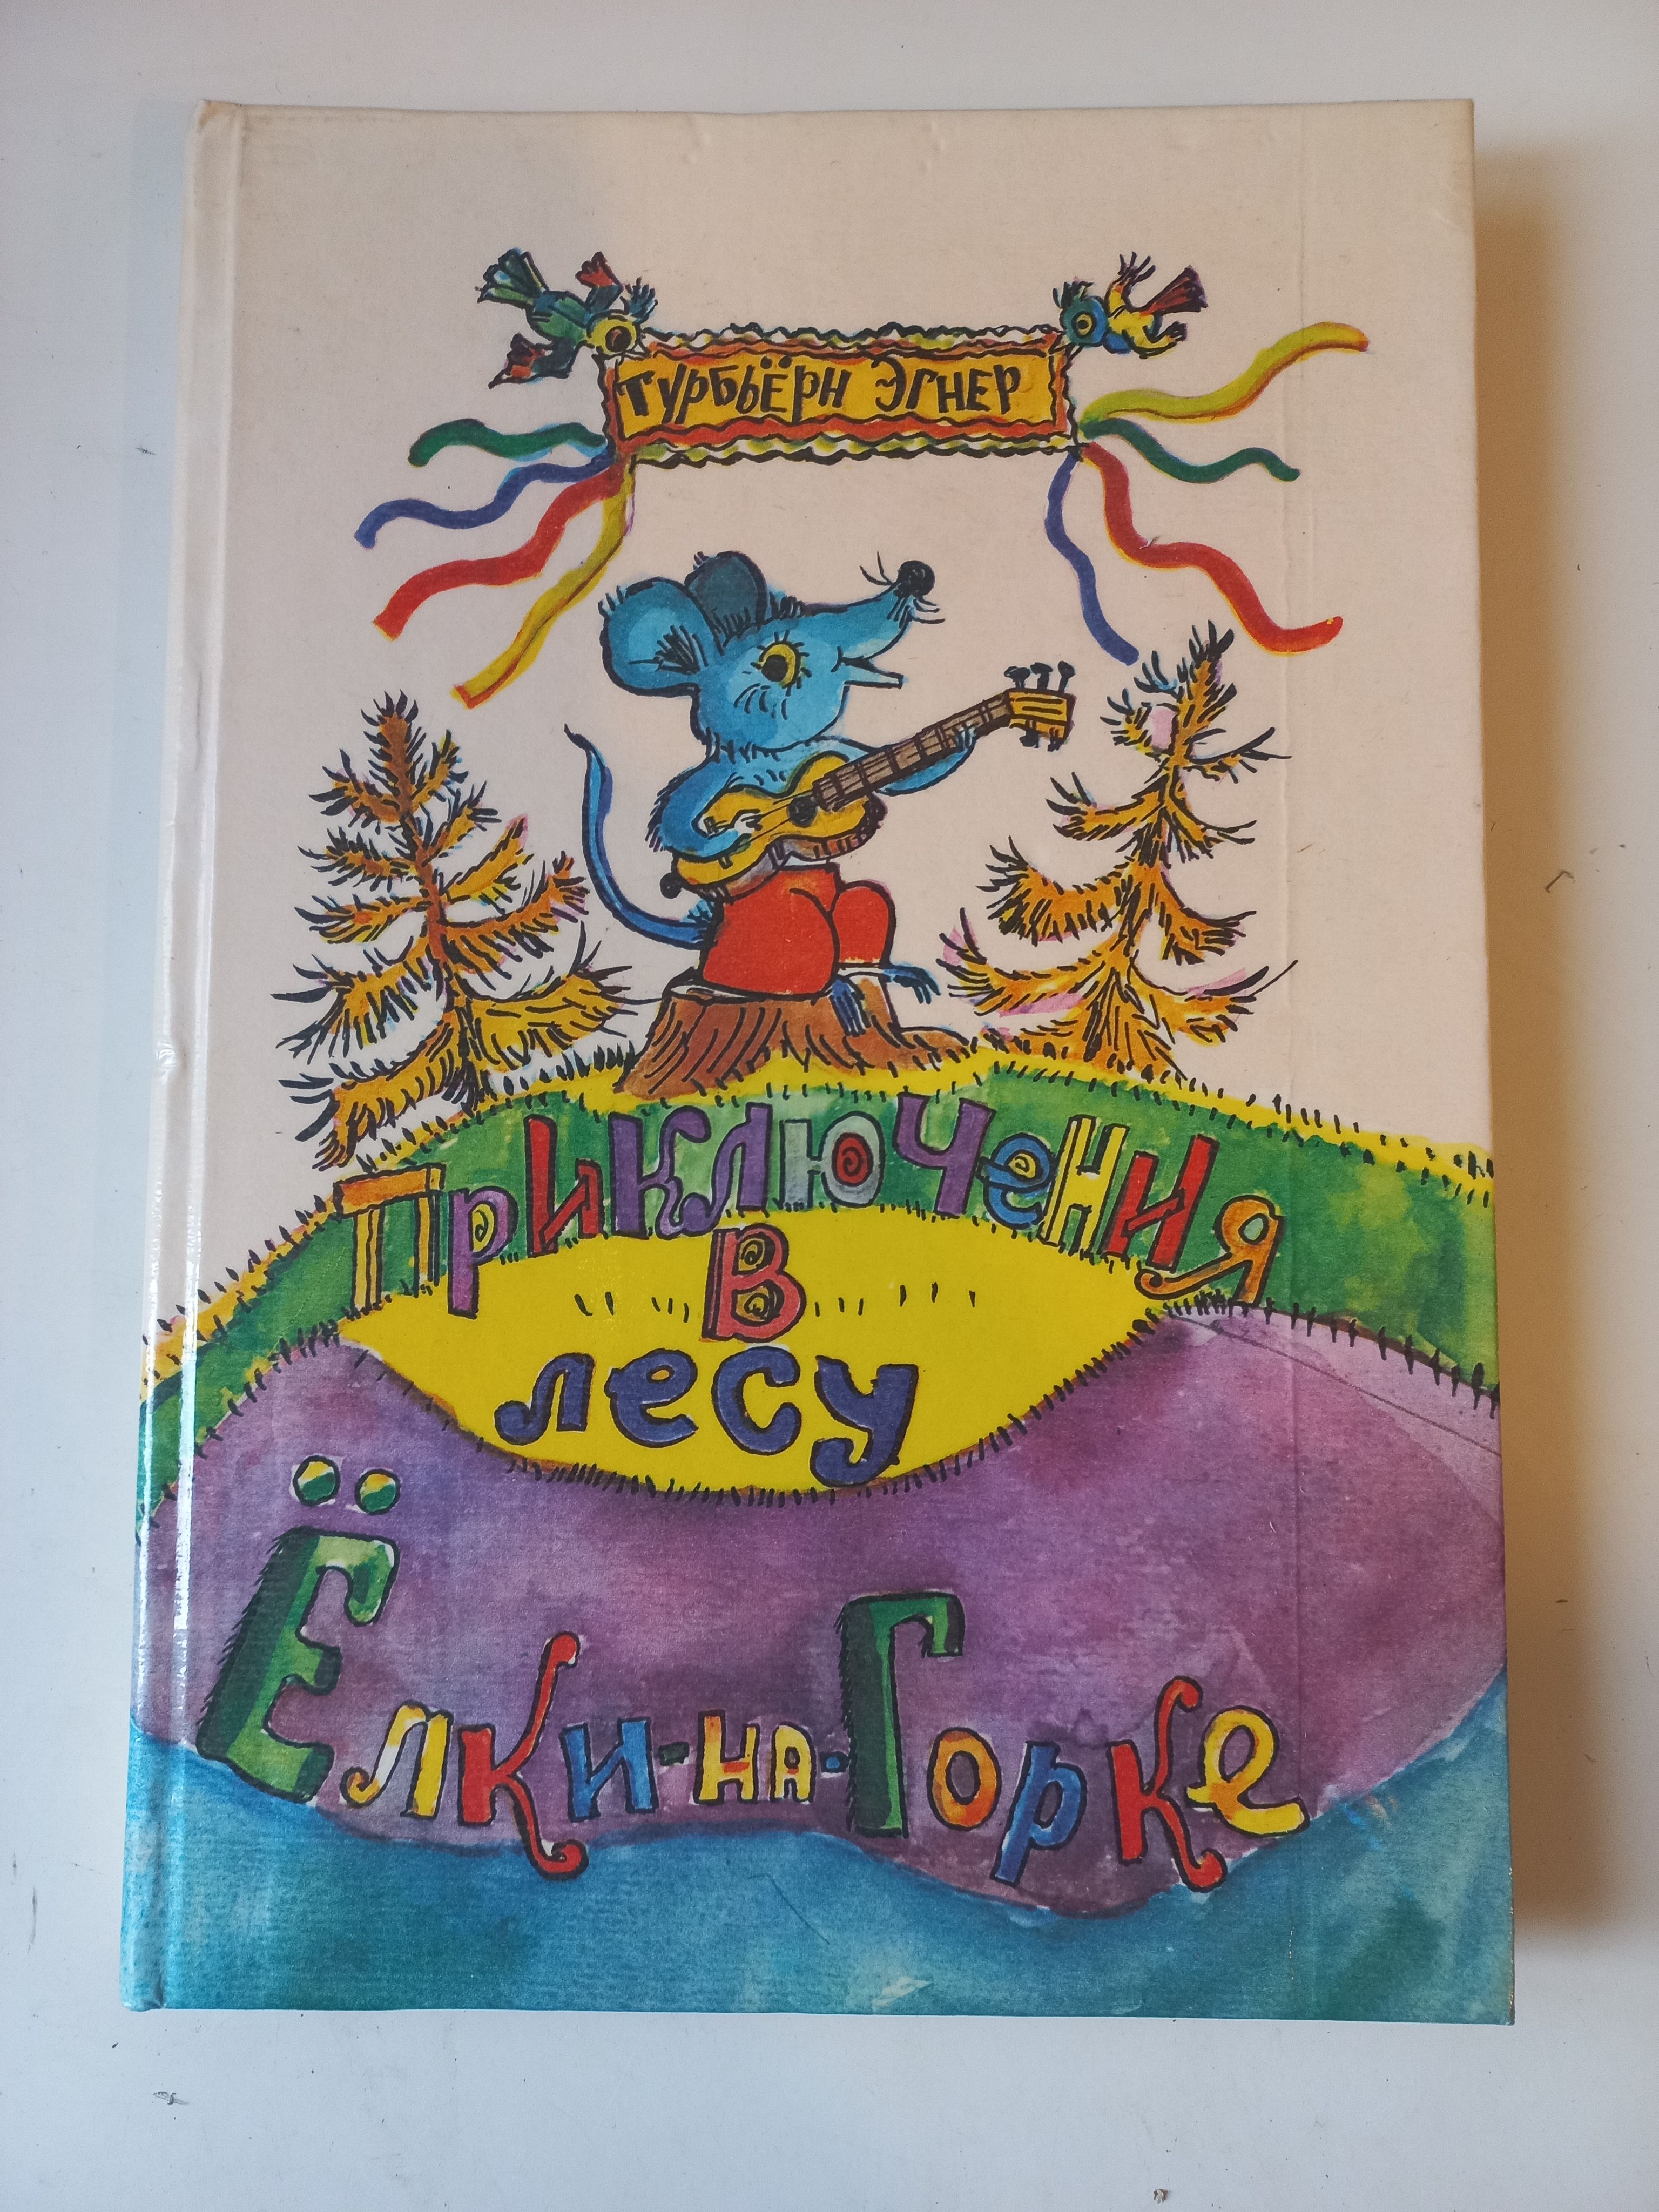 Турбьёрн Эгнер
Приключения
в
лесу
Ёлки-на-Горке